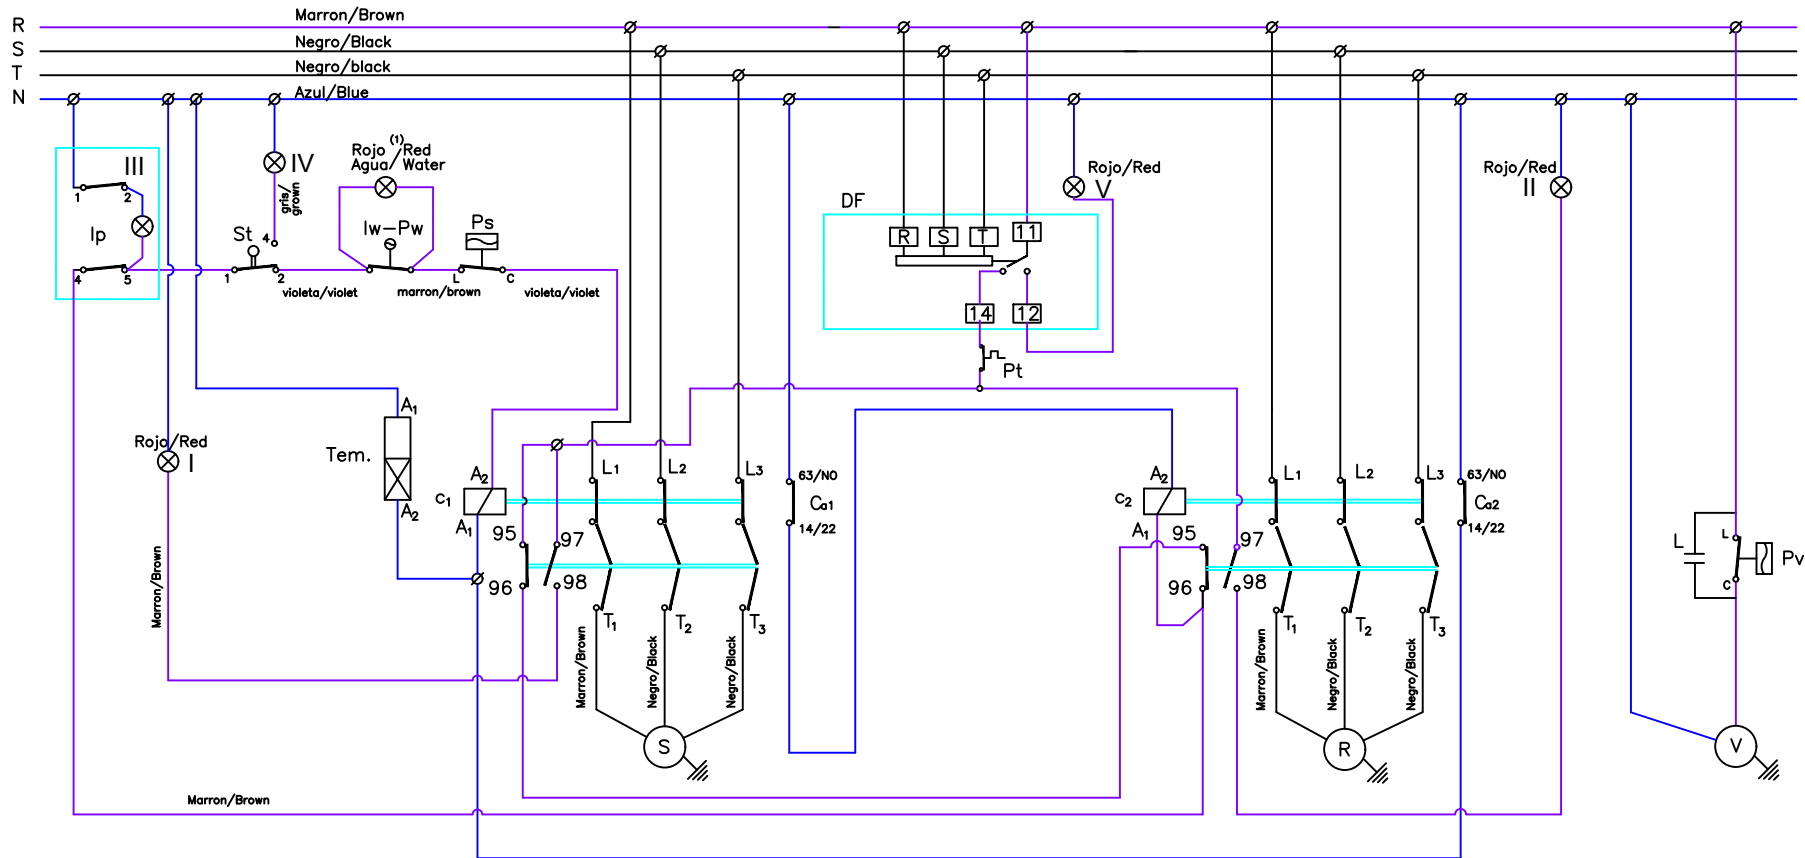 R
Marron/Brown
S
Negro/Black
T
Negro/black
N
Azul/Blue
III
1
2
Ip
4
5
IV
gris/
grown
Rojo (1) Red
Agua/Water
St
4
1
2
Iw-Pw
Ps
L
C
violeta/violet
marron/brown
violeta/violet
DF
R
S
T
11
14
12
Pt
Rojo/Red
V
Rojo/Red
II
Rojo/Red
I
A1
Tem.
A2
A2
C1
A1
95
97
96
98
L1
L2
L3
63/NO
Ca1
14/22
T1
T2
T3
Marron/Brown
Marron/Brown
Negro/Black
Negro/Black
S
A2
C2
A1
95
97
96
98
L1
L2
L3
63/NO
Ca2
14/22
T1
T2
T3
Marron/Brown
Negro/Black
Negro/Black
R
L
L
C
Pv
V
Marron/Brown